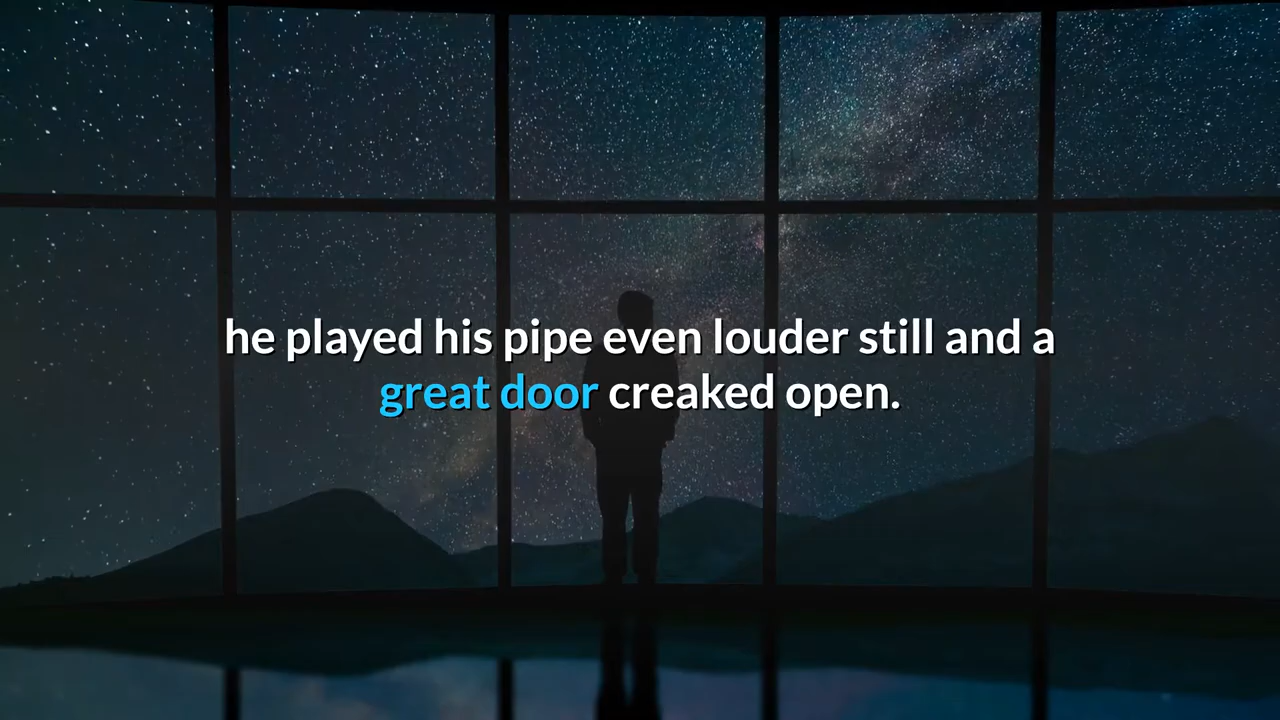 he played his pipe even louder still and a
great door creaked open.